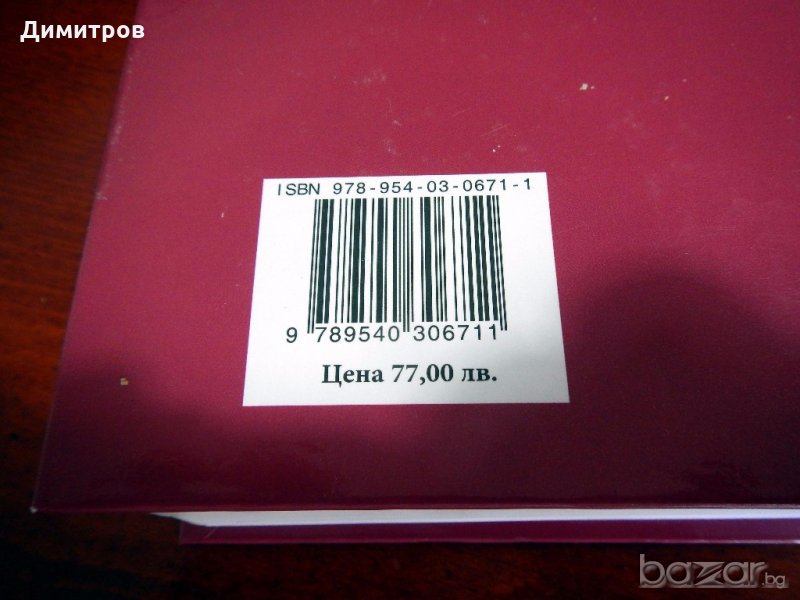 Димитров
ISBN 978-954-03-0671-1
9 789540 306711
Цена 77,00 лв.
bazar.bg